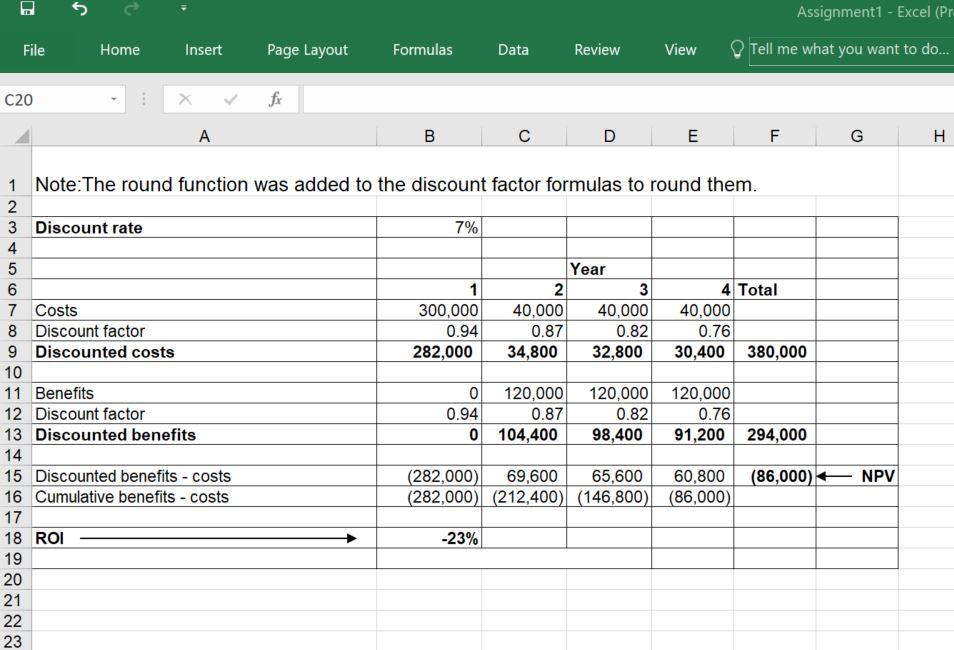 Assignment1 - Excel (Pr
File Home Insert Page Layout Formulas Data Review View Tell me what you want to do...
C20 fx
A B C D E F G H
1 Note:The round function was added to the discount factor formulas to round them.
2
3 Discount rate 7%
4
5 Year
6 1 2 3 4 Total
7 Costs 300,000 40,000 40,000 40,000
8 Discount factor 0.94 0.87 0.82 0.76
9 Discounted costs 282,000 34,800 32,800 30,400 380,000
10
11 Benefits 0 120,000 120,000 120,000
12 Discount factor 0.94 0.87 0.82 0.76
13 Discounted benefits 0 104,400 98,400 91,200 294,000
14
15 Discounted benefits - costs (282,000) 69,600 65,600 60,800 (86,000) NPV
16 Cumulative benefits - costs (282,000) (212,400) (146,800) (86,000)
17
18 ROI -23%
19
20
21
22
23